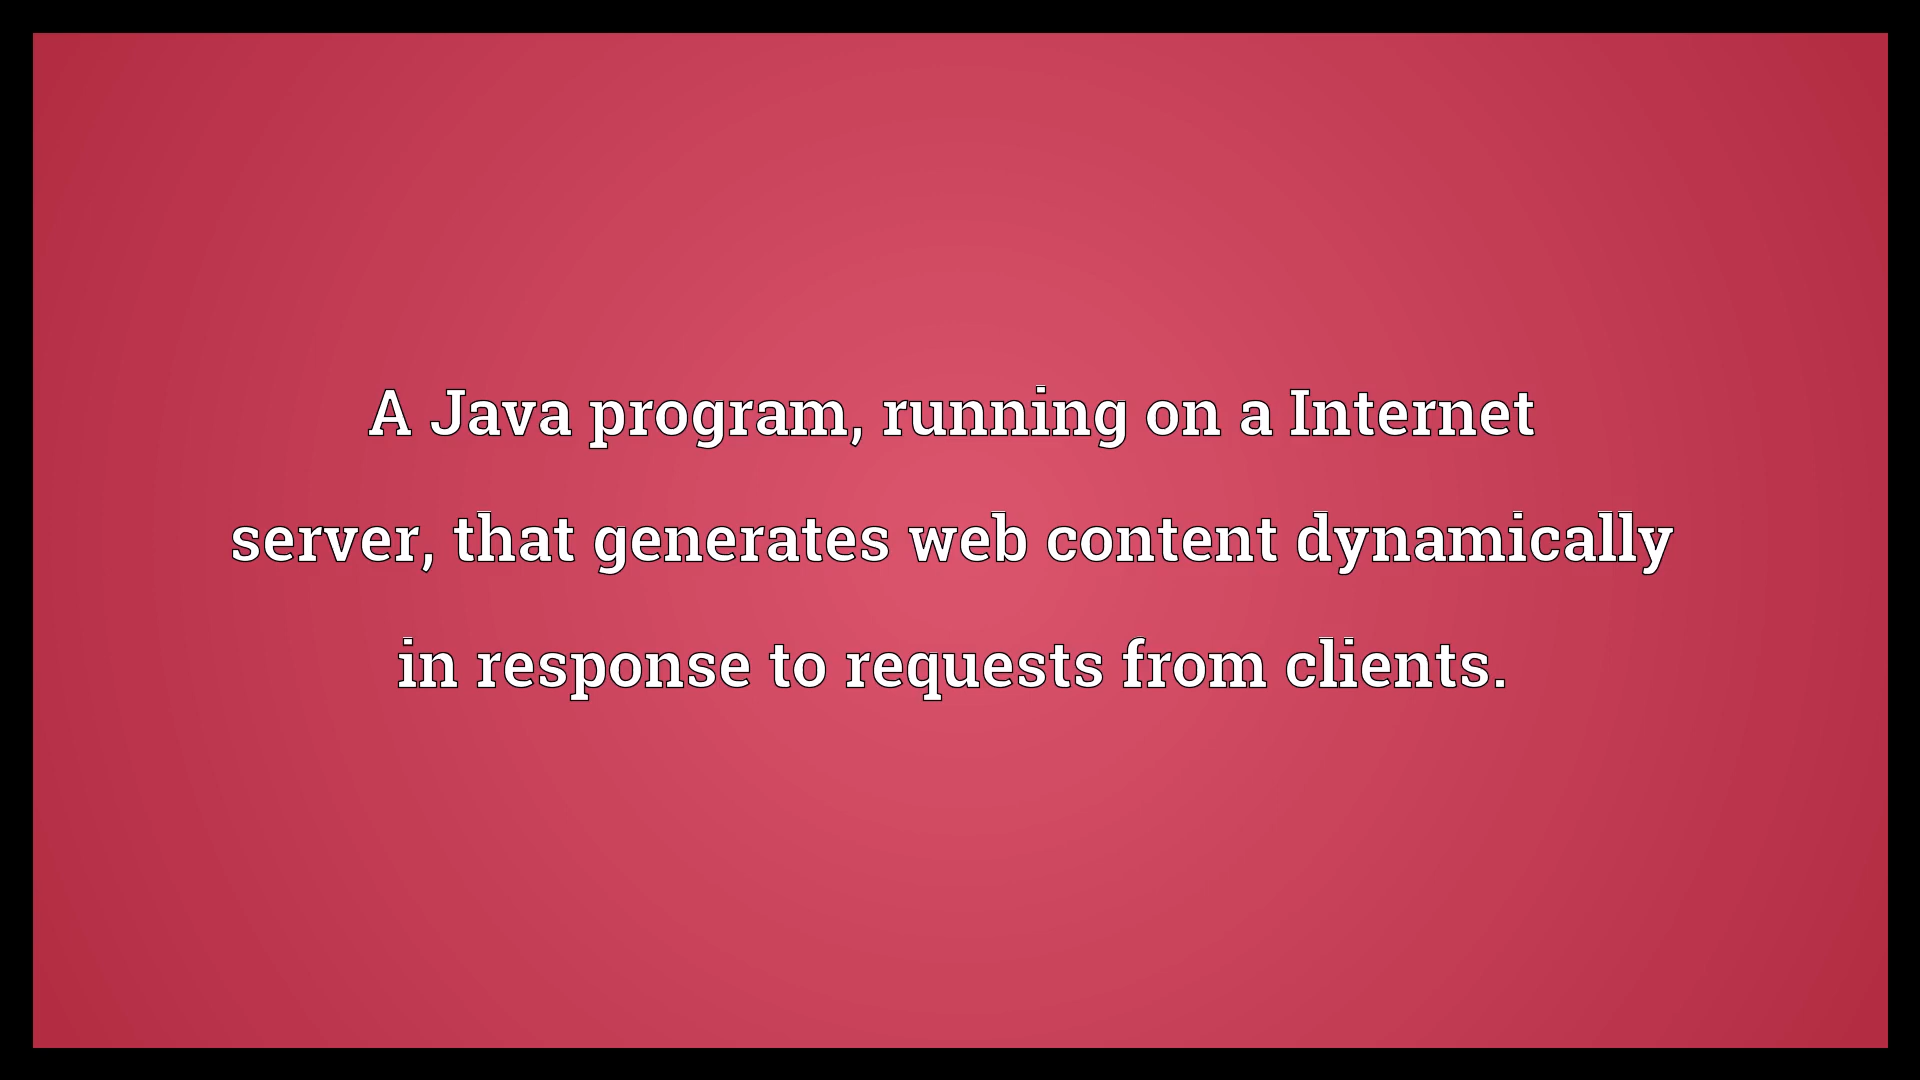 A Java program, running on a Internet
server, that generates web content dynamically
in response to requests from clients.